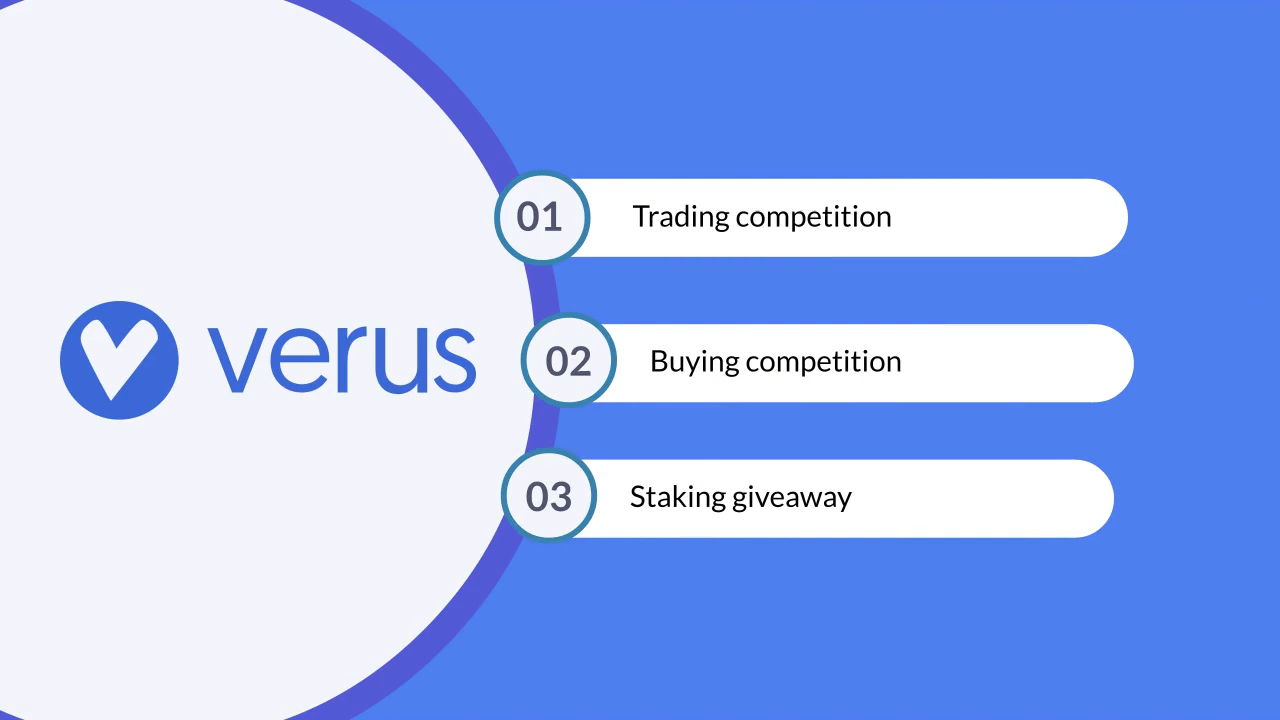 verus
01
Trading competition
02
Buying competition
03
Staking giveaway